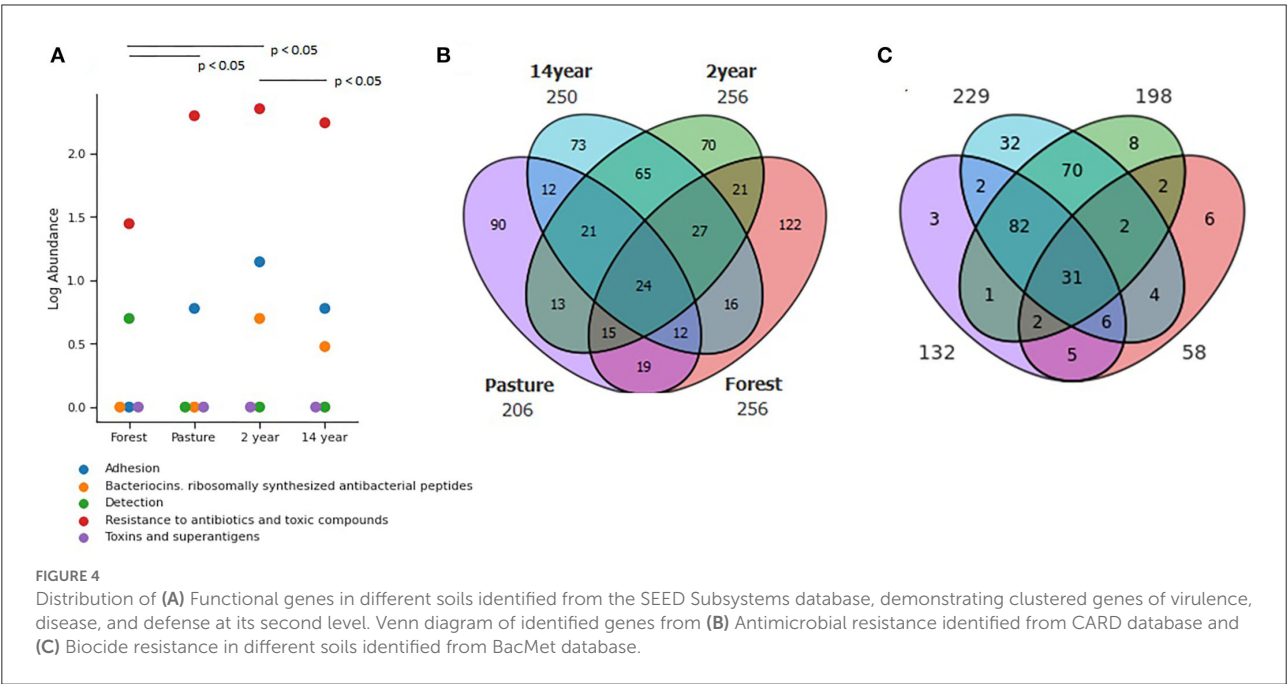 A
p < 0.05
p < 0.05
p < 0.05
Log Abundance
2.0
1.5
1.0
0.5
0.0
Forest Pasture 2 year 14 year
Adhesion
Bacteriocins. ribosomally synthesized antibacterial peptides
Detection
Resistance to antibiotics and toxic compounds
Toxins and superantigens
B
14year 2year
250 256
73 70
12 65 21
90 21 27 122
24
13 16
15 12
19
Pasture Forest
206 256
C
229 198
32 8
2 70 2
3 82 2 6
31
1 4
2 6
132 5 58
FIGURE 4
Distribution of (A) Functional genes in different soils identified from the SEED Subsystems database, demonstrating clustered genes of virulence,
disease, and defense at its second level. Venn diagram of identified genes from (B) Antimicrobial resistance identified from CARD database and
(C) Biocide resistance in different soils identified from BacMet database.